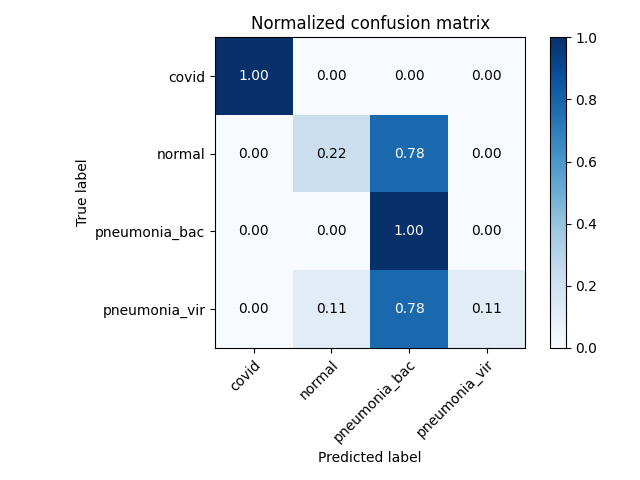 Normalized confusion matrix
True label
covid 1.00 0.00 0.00 0.00
normal 0.00 0.22 0.78 0.00
pneumonia_bac 0.00 0.00 1.00 0.00
pneumonia_vir 0.00 0.11 0.78 0.11
covid normal pneumonia_bac pneumonia_vir
Predicted label
1.0
0.8
0.6
0.4
0.2
0.0